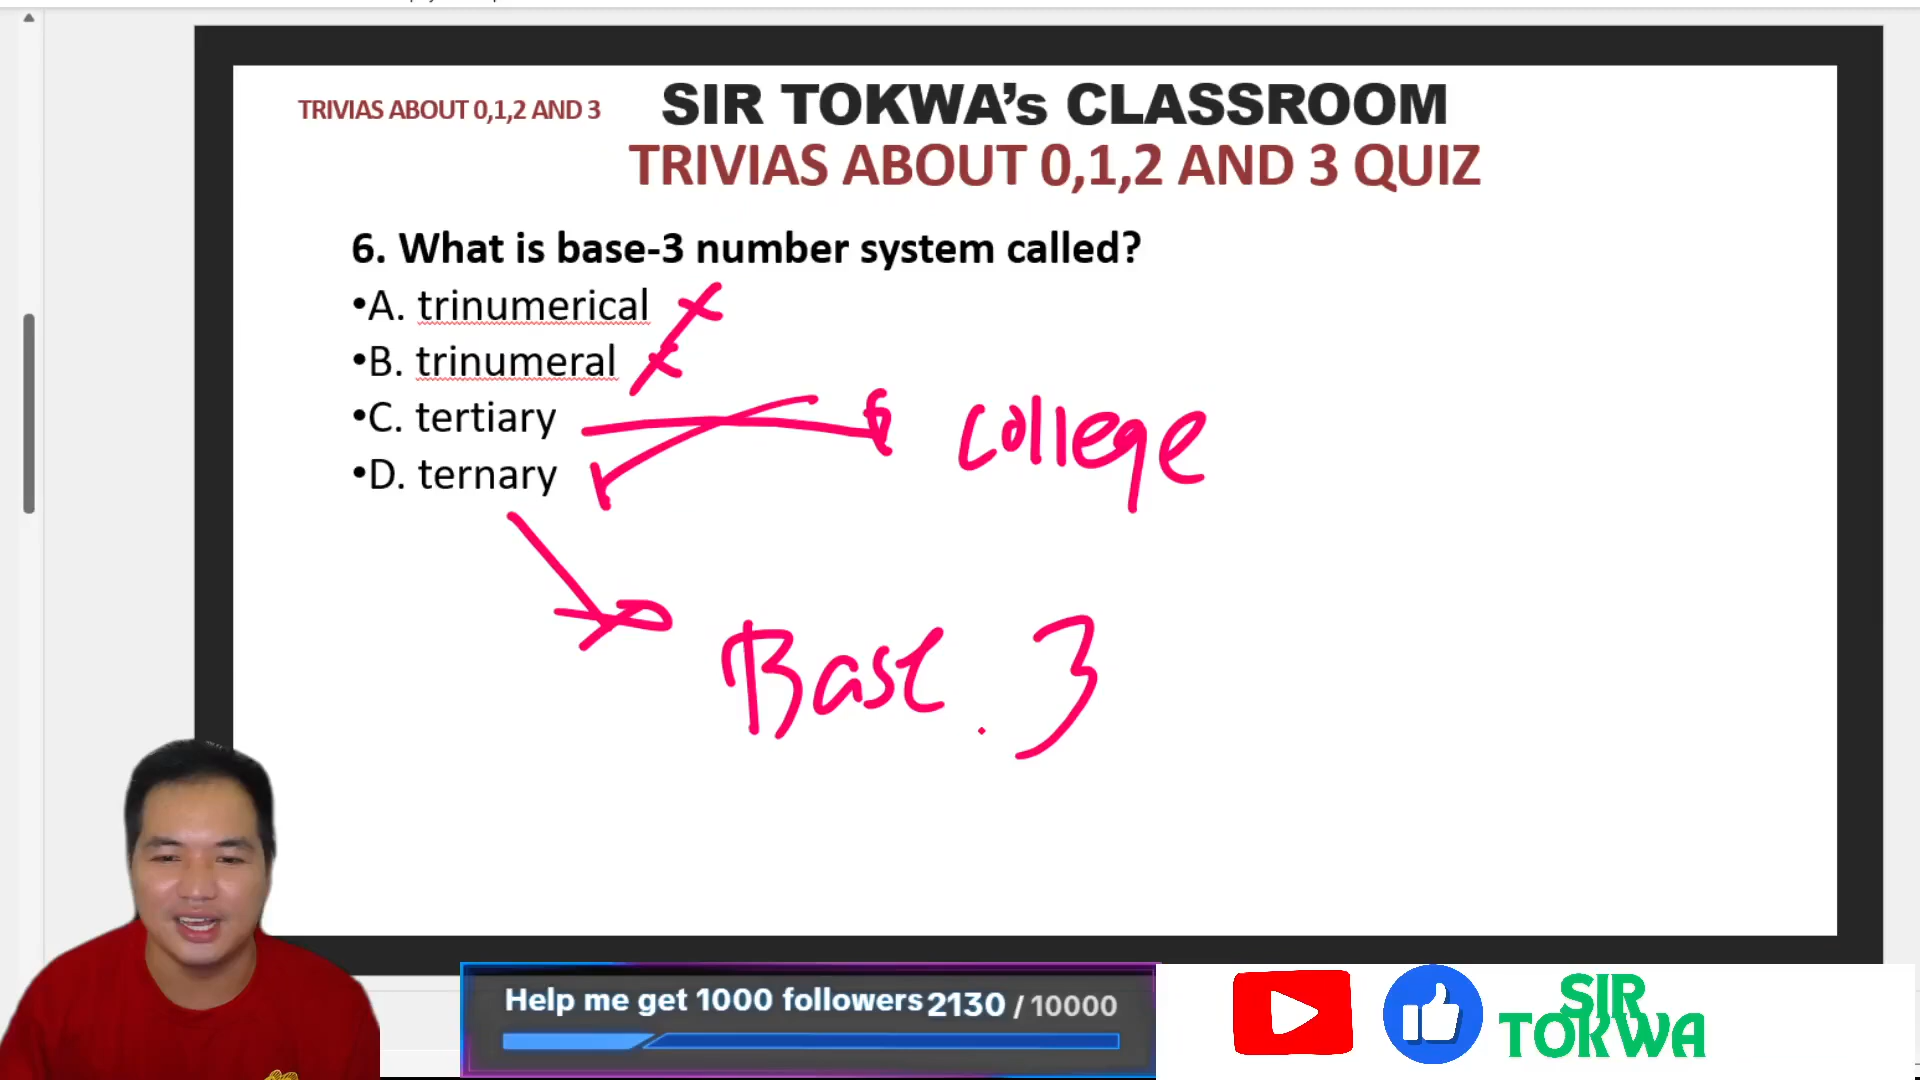 TRIVIAS ABOUT 0,1,2 AND 3
SIR TOKWA's CLASSROOM
TRIVIAS ABOUT 0,1,2 AND 3 QUIZ
6. What is base-3 number system called?
•A. trinumerical
•B. trinumeral
•C. tertiary
•D. ternary
college
Base 3
Help me get 1000 followers 2130 / 10000
SIR
TOKWA